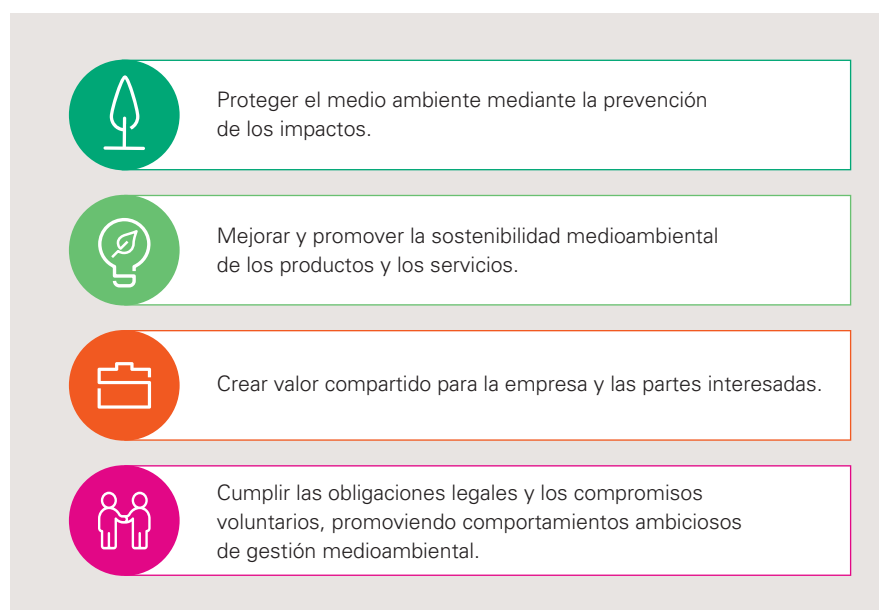 Proteger el medio ambiente mediante la prevención
de los impactos.
Mejorar y promover la sostenibilidad medioambiental
de los productos y los servicios.
Crear valor compartido para la empresa y las partes interesadas.
Cumplir las obligaciones legales y los compromisos
voluntarios, promoviendo comportamientos ambiciosos
de gestión medioambiental.